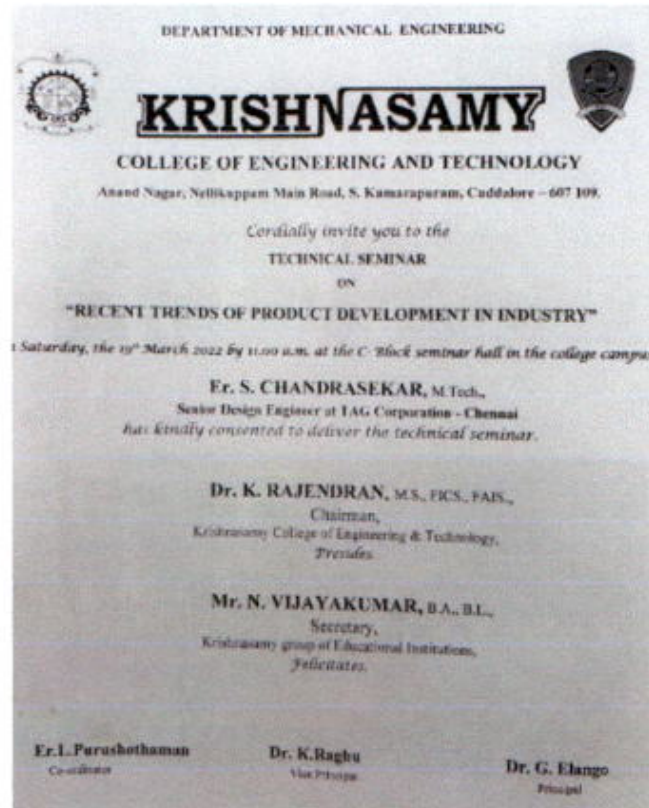 DEPARTMENT OF MECHANICAL ENGINEERING
KRISHNASAMY
COLLEGE OF ENGINEERING AND TECHNOLOGY
Anand Nagar, Nellikuppam Main Road, S. Kumarapuram, Cuddalore – 607 109.
Cordially invite you to the
TECHNICAL SEMINAR
ON
"RECENT TRENDS OF PRODUCT DEVELOPMENT IN INDUSTRY"
Saturday, the 19th March 2022 by 11.00 a.m. at the C- Block seminar hall in the college campu
Er. S. CHANDRASEKAR, M.Tech.,
Senior Design Engineer at TAG Corporation - Chennai
has kindly consented to deliver the technical seminar.
Dr. K. RAJENDRAN, M.S., FICS., FAIS.,
Chairman,
Krishnasamy College of Engineering & Technology,
Presides.
Mr. N. VIJAYAKUMAR, B.A., B.L.,
Secretary,
Krishnasamy group of Educational Institutions,
Felicitates.
Er.L. Purushothaman
Co-ordinator
Dr. K.Raghu
Vice Principal
Dr. G. Elango
Principal